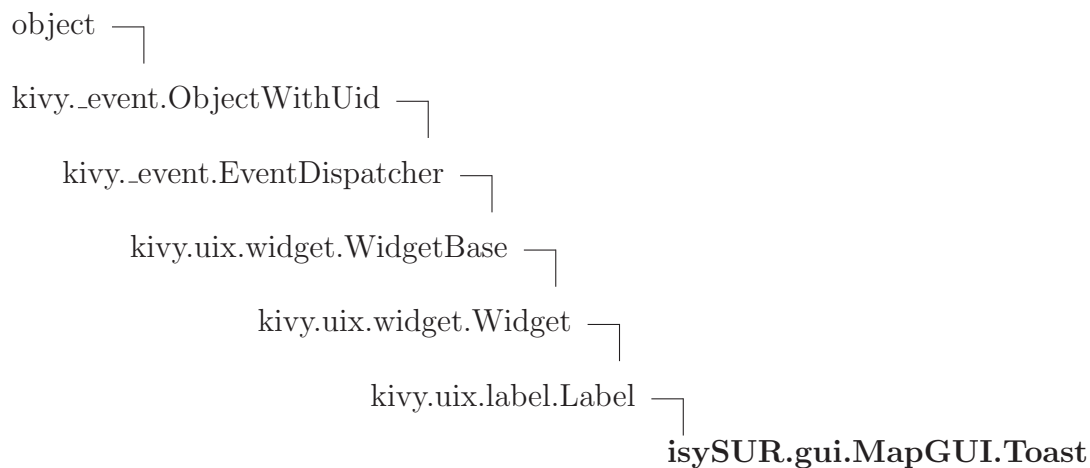 object
kivy._event.ObjectWithUid
kivy._event.EventDispatcher
kivy.uix.widget.WidgetBase
kivy.uix.widget.Widget
kivy.uix.label.Label
isySUR.gui.MapGUI.Toast